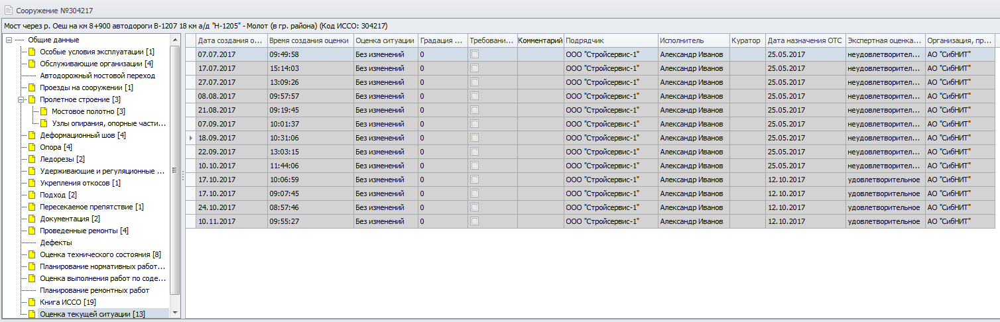 Сооружение №304217
Мост через р. Оеш на км 8+900 автодороги В-1207 18 км а/д "Н-1205" - Молот (в гр. района) (Код ИССО: 304217)
Общие данные
Особые условия эксплуатации [1]
Обслуживающие организации [4]
Автодорожный мостовой переход
Проезды на сооружении [1]
Пролетное строение [3]
Мостовое полотно [3]
Узлы опирания, опорные части...
Деформационный шов [4]
Опора [4]
Ледорезы [2]
Удерживающие и регуляционные ...
Укрепления откосов [1]
Подход [2]
Пересекаемое препятствие [1]
Документация [2]
Проведенные ремонты [4]
Дефекты
Оценка технического состояния [8]
Планирование нормативных работ...
Оценка выполнения работ по соде...
Планирование ремонтных работ
Книга ИССО [19]
Оценка текущей ситуации [13]
Дата создания о... Время создания оценки Оценка ситуации Градация ... Требовани... Комментарий Подрядчик Исполнитель Куратор Дата назначения ОТС Экспертная оценка... Организация, пр...
07.07.2017 09:49:58 Без изменений 0 ООО "Стройсервис-1" Александр Иванов 25.05.2017 неудовлетворител... АО "СибНИТ"
17.07.2017 15:14:03 Без изменений 0 ООО "Стройсервис-1" Александр Иванов 25.05.2017 неудовлетворител... АО "СибНИТ"
27.07.2017 13:09:26 Без изменений 0 ООО "Стройсервис-1" Александр Иванов 25.05.2017 неудовлетворител... АО "СибНИТ"
08.08.2017 09:57:57 Без изменений 0 ООО "Стройсервис-1" Александр Иванов 25.05.2017 неудовлетворител... АО "СибНИТ"
21.08.2017 09:19:45 Без изменений 0 ООО "Стройсервис-1" Александр Иванов 25.05.2017 неудовлетворител... АО "СибНИТ"
07.09.2017 10:01:37 Без изменений 0 ООО "Стройсервис-1" Александр Иванов 25.05.2017 неудовлетворител... АО "СибНИТ"
18.09.2017 10:31:06 Без изменений 0 ООО "Стройсервис-1" Александр Иванов 25.05.2017 неудовлетворител... АО "СибНИТ"
22.09.2017 13:03:15 Без изменений 0 ООО "Стройсервис-1" Александр Иванов 25.05.2017 неудовлетворител... АО "СибНИТ"
10.10.2017 11:44:06 Без изменений 0 ООО "Стройсервис-1" Александр Иванов 25.05.2017 неудовлетворител... АО "СибНИТ"
17.10.2017 10:06:59 Без изменений 0 ООО "Стройсервис-1" Александр Иванов 12.10.2017 удовлетворительное АО "СибНИТ"
17.10.2017 09:07:45 Без изменений 0 ООО "Стройсервис-1" Александр Иванов 12.10.2017 удовлетворительное АО "СибНИТ"
24.10.2017 08:57:46 Без изменений 0 ООО "Стройсервис-1" Александр Иванов 12.10.2017 удовлетворительное АО "СибНИТ"
10.11.2017 09:55:27 Без изменений 0 ООО "Стройсервис-1" Александр Иванов 12.10.2017 удовлетворительное АО "СибНИТ"